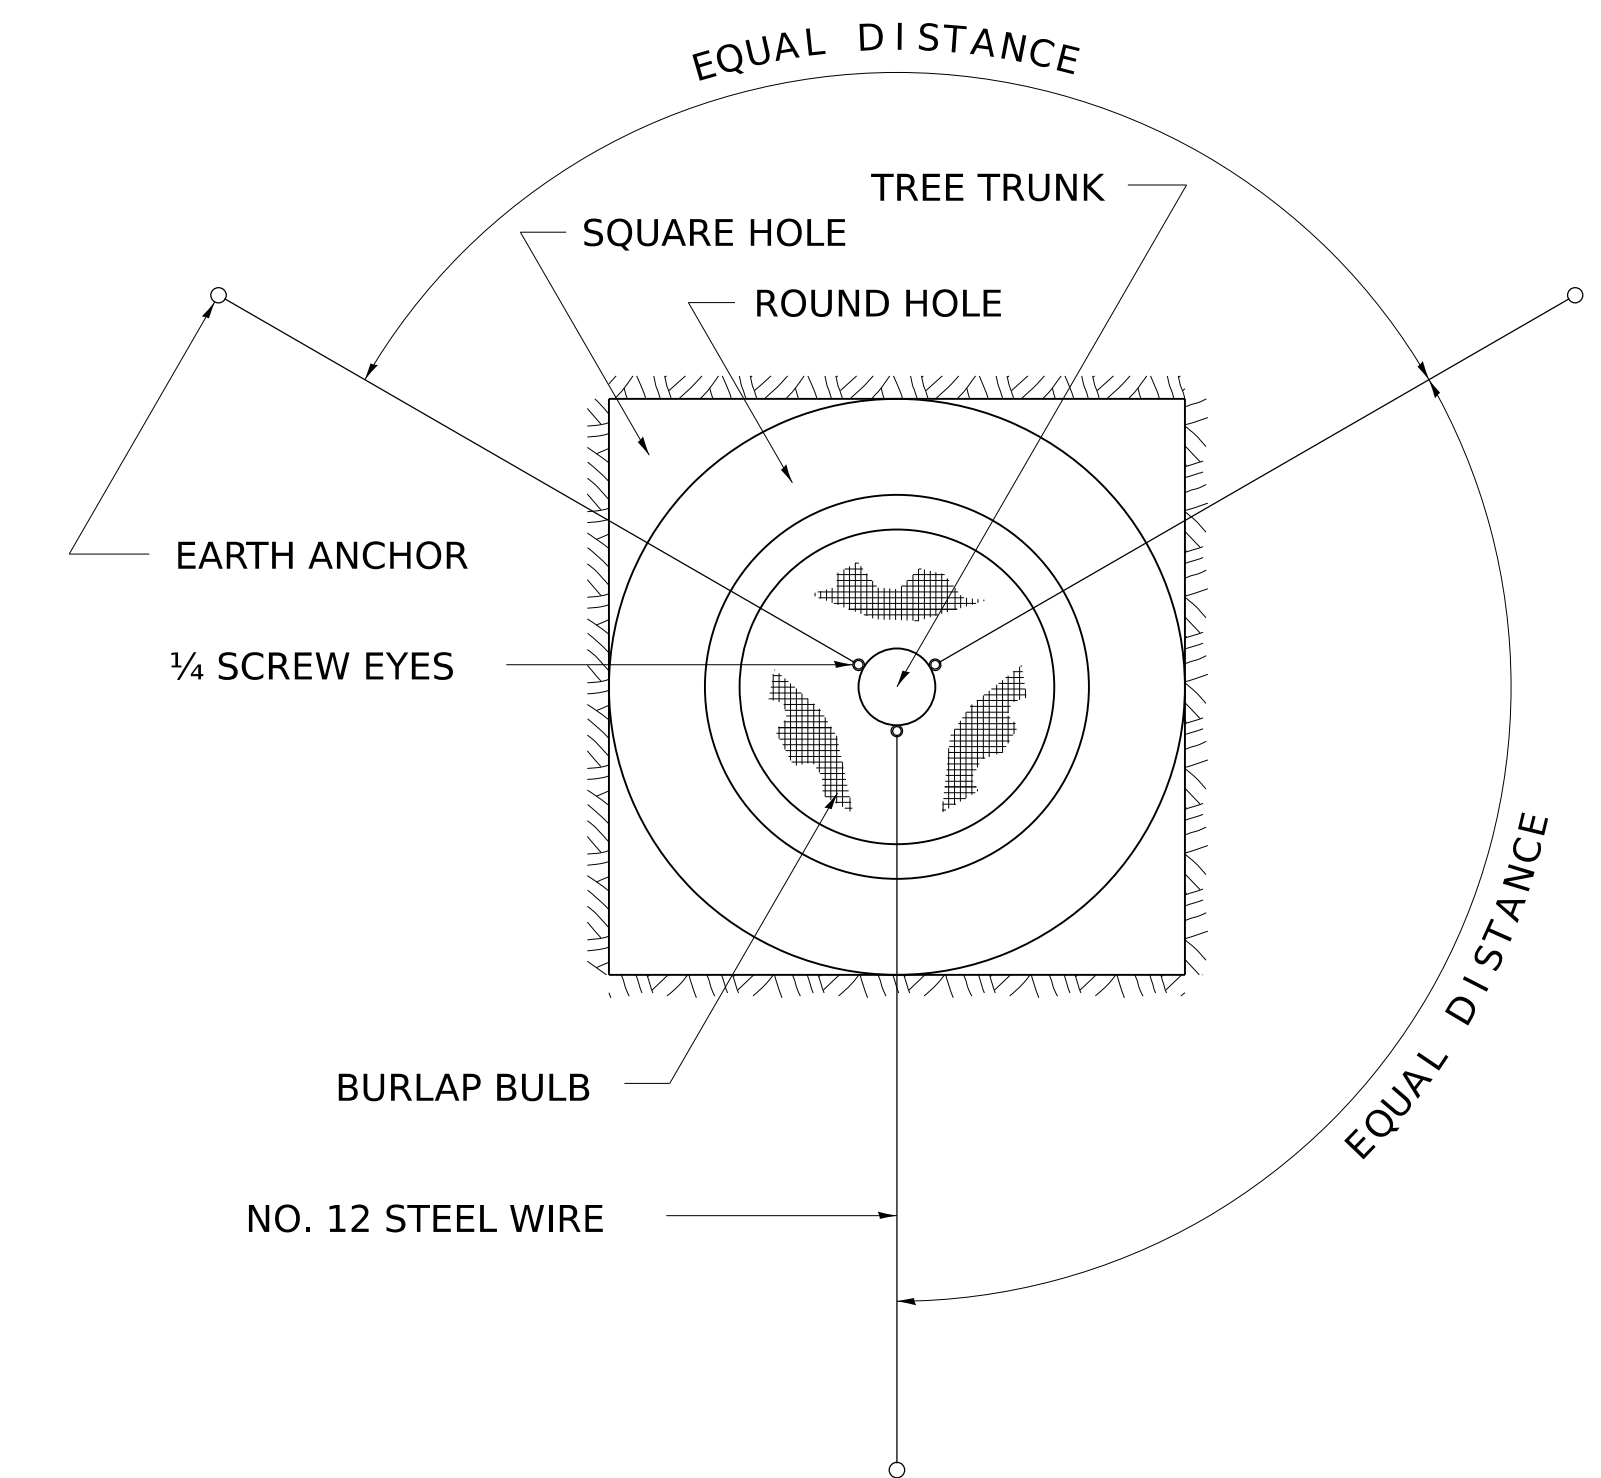 EQUAL DISTANCE
TREE TRUNK
SQUARE HOLE
ROUND HOLE
EARTH ANCHOR
¼ SCREW EYES
EQUAL DISTANCE
BURLAP BULB
NO. 12 STEEL WIRE